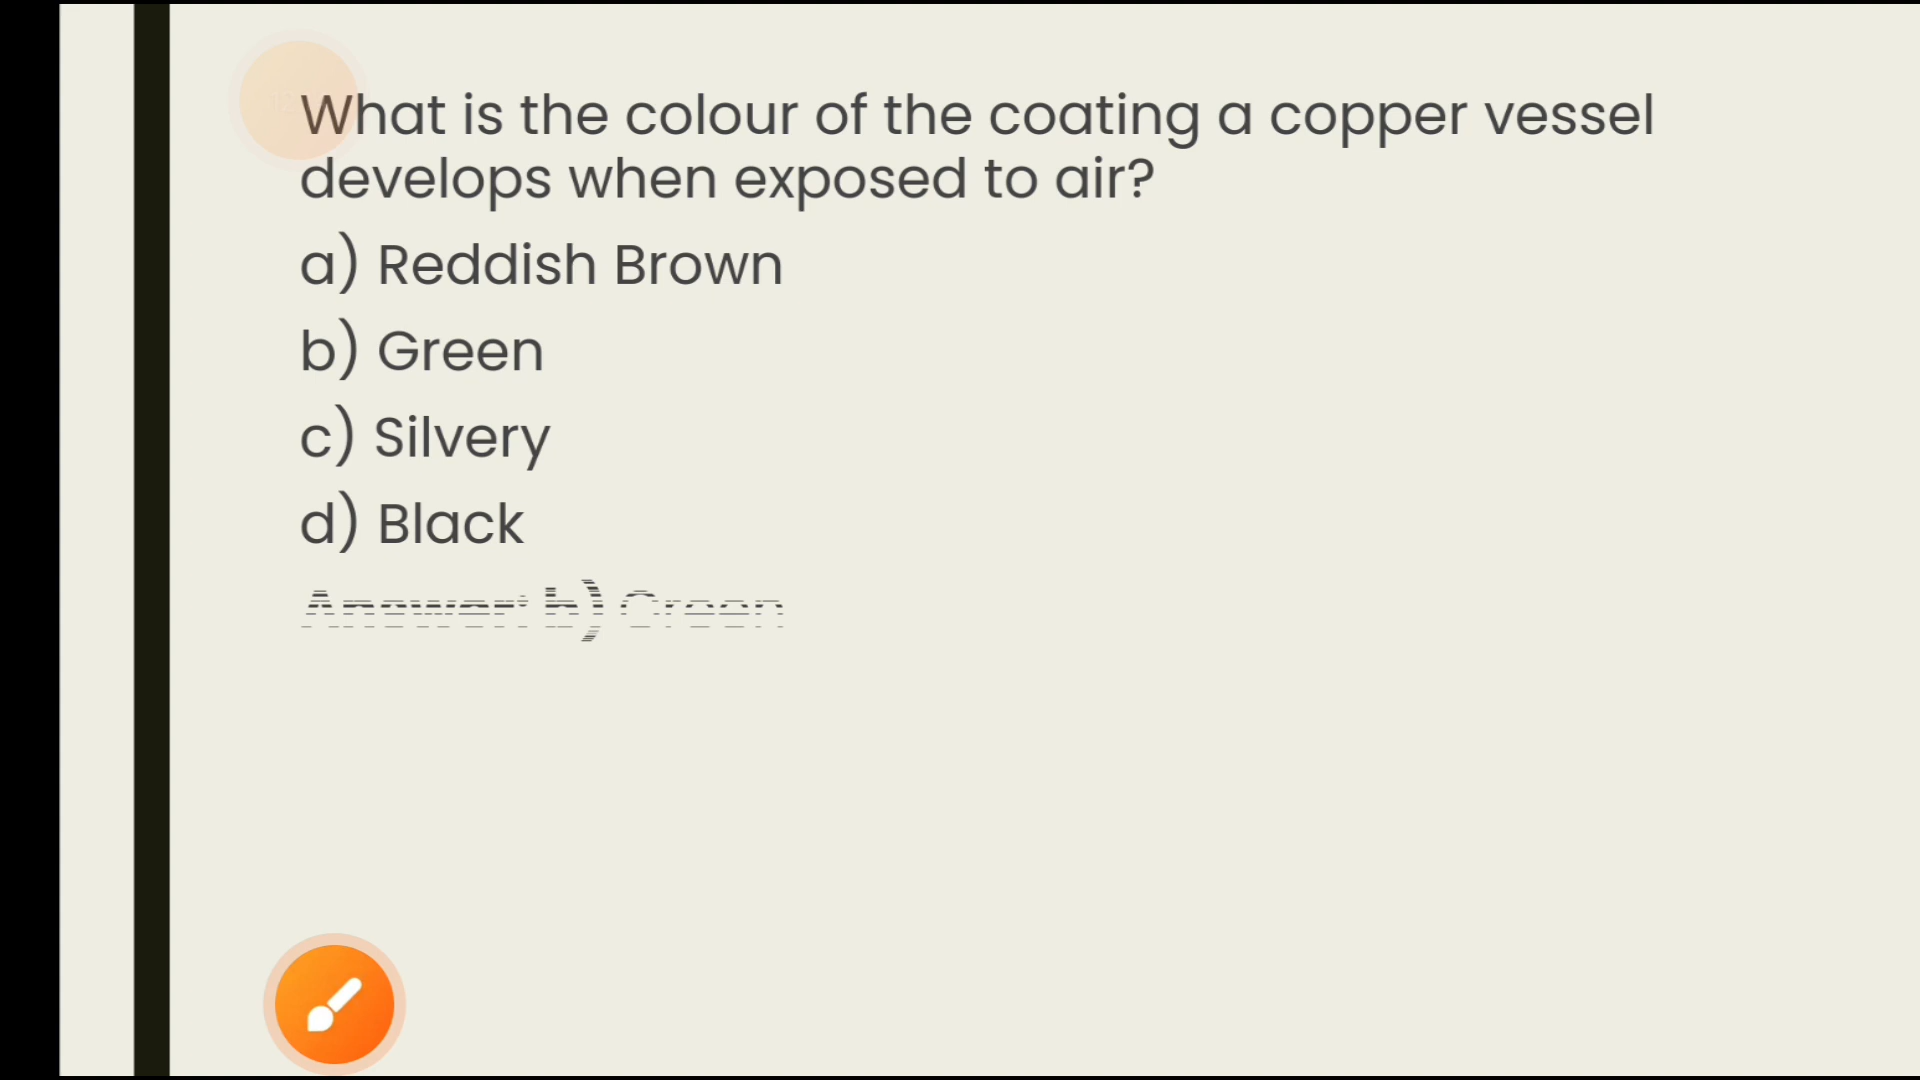 What is the colour of the coating a copper vessel
develops when exposed to air?
a) Reddish Brown
b) Green
c) Silvery
d) Black
Answer: b) Green